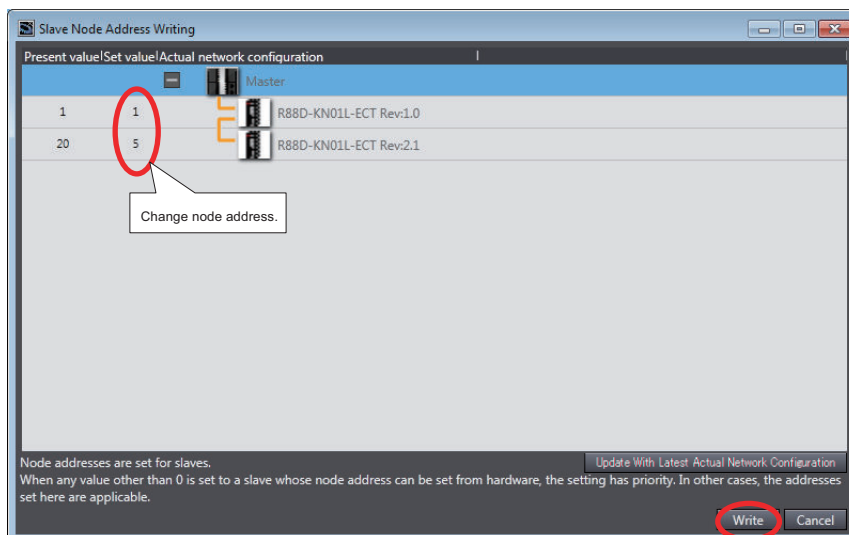 Slave Node Address Writing
Present value|Set value|Actual network configuration
Master
1 1 R88D-KN01L-ECT Rev:1.0
20 5 R88D-KN01L-ECT Rev:2.1
Change node address.
Node addresses are set for slaves.
Update With Latest Actual Network Configuration
When any value other than 0 is set to a slave whose node address can be set from hardware, the setting has priority. In other cases, the addresses
set here are applicable.
Write Cancel